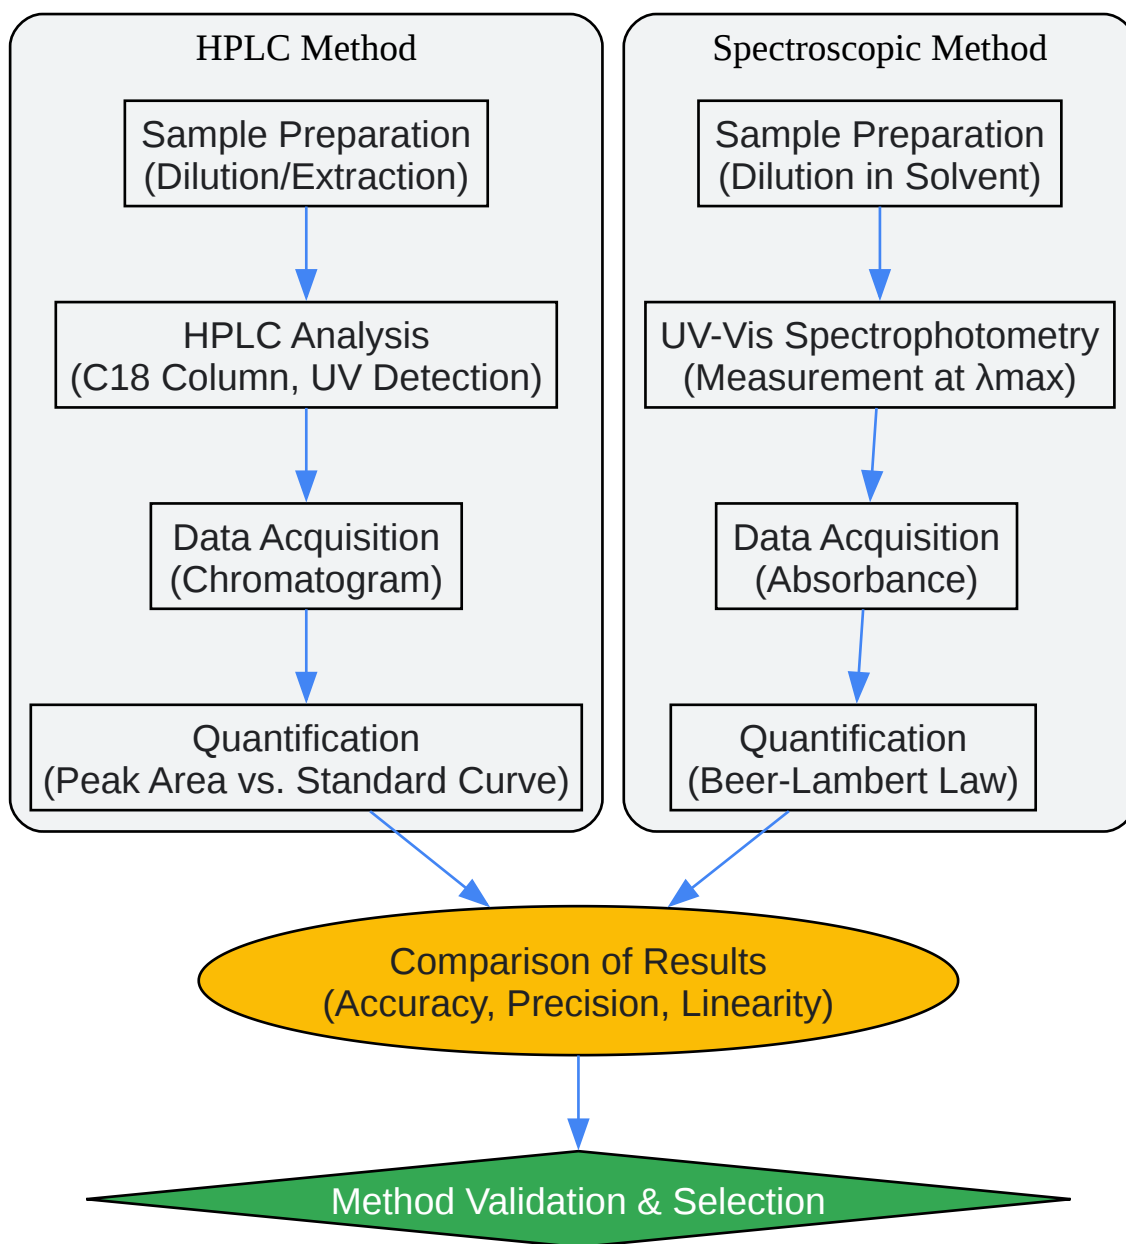 HPLC Method
Sample Preparation
(Dilution/Extraction)
HPLC Analysis
(C18 Column, UV Detection)
Data Acquisition
(Chromatogram)
Quantification
(Peak Area vs. Standard Curve)
Spectroscopic Method
Sample Preparation
(Dilution in Solvent)
UV-Vis Spectrophotometry
(Measurement at λmax)
Data Acquisition
(Absorbance)
Quantification
(Beer-Lambert Law)
Comparison of Results
(Accuracy, Precision, Linearity)
Method Validation & Selection